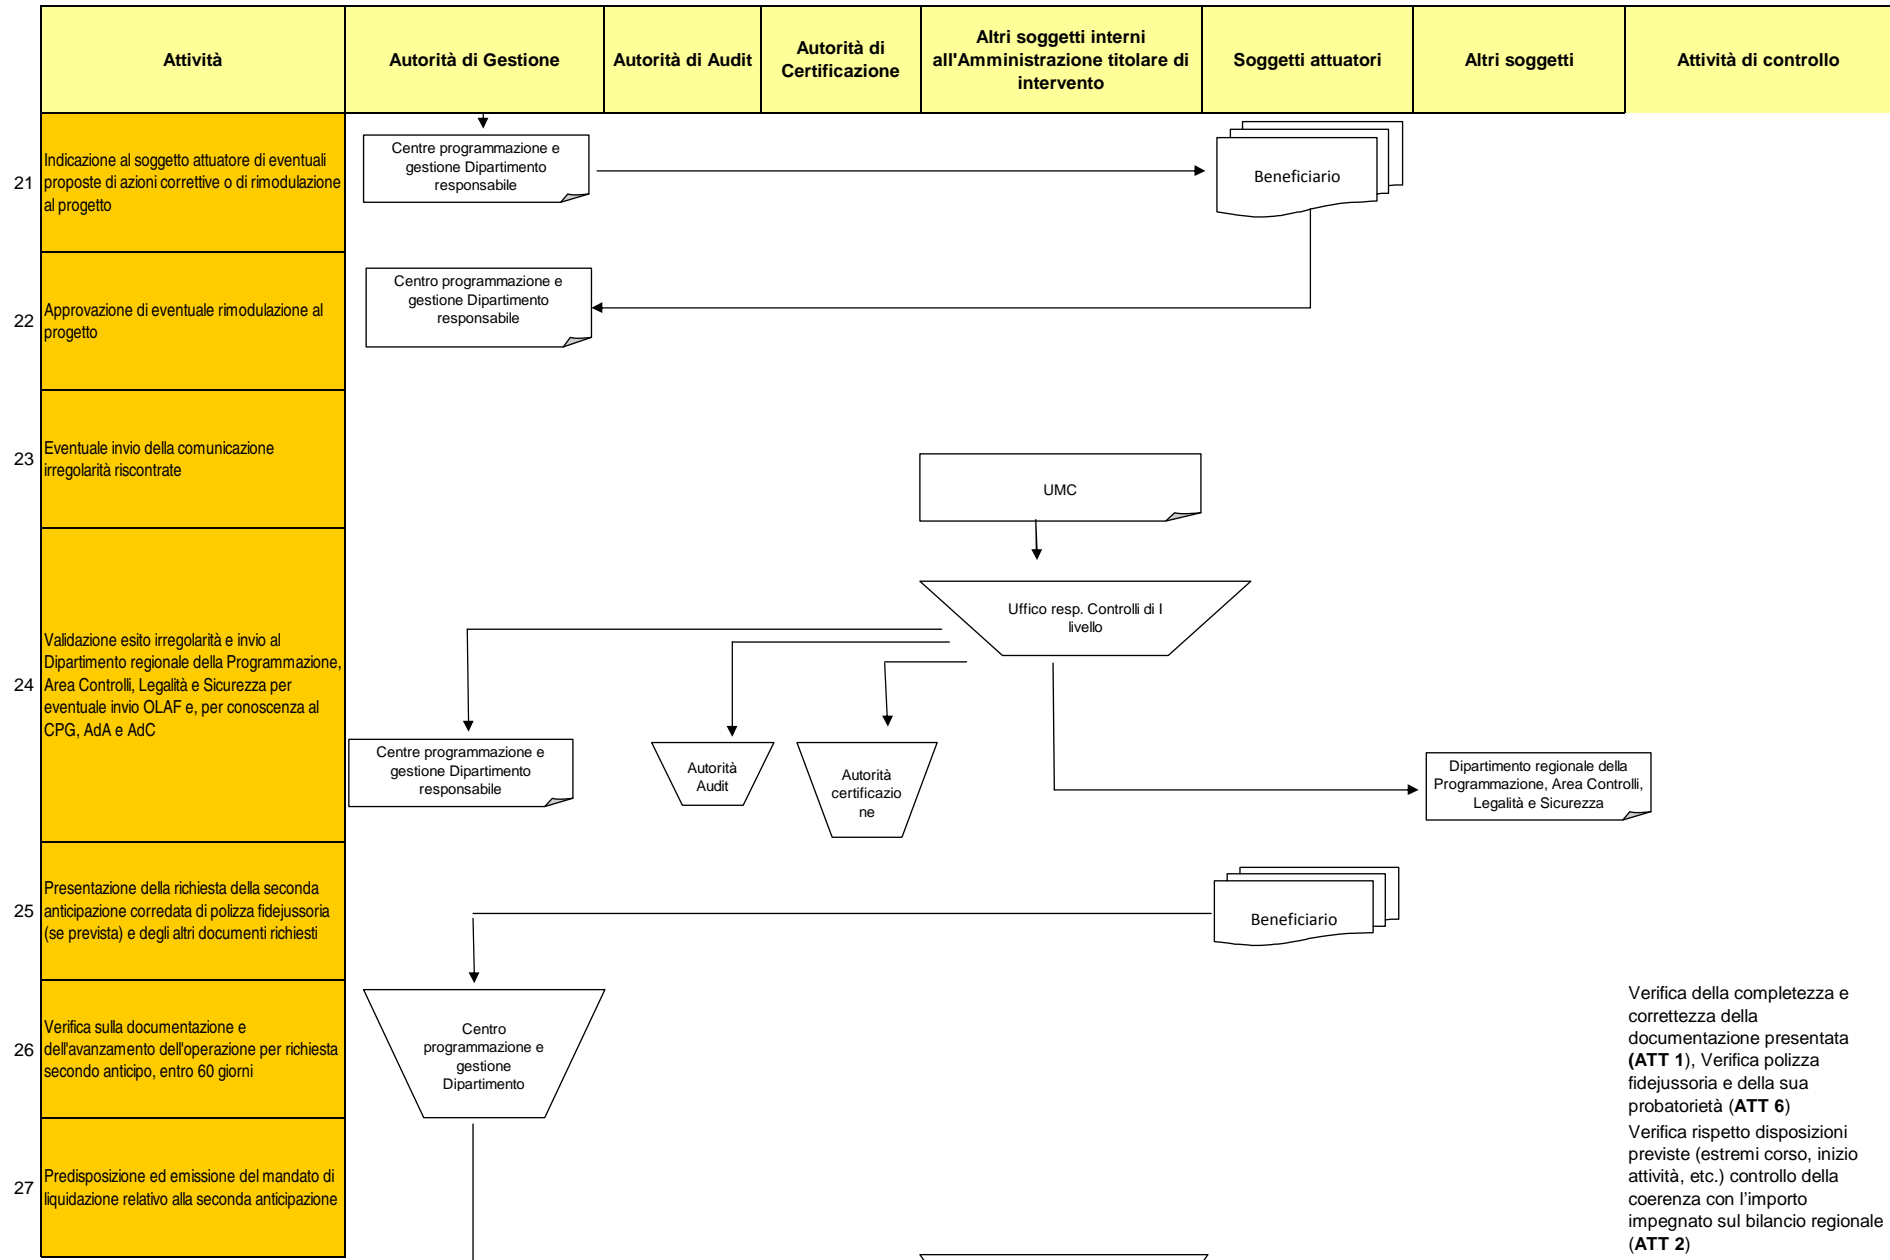 Attività
Autorità di Gestione
Autorità di Audit
Autorità di
Certificazione
Altri soggetti interni
all'Amministrazione titolare di
intervento
Soggetti attuatori
Altri soggetti
Attività di controllo
21
Indicazione al soggetto attuatore di eventuali
proposte di azioni correttive o di rimodulazione
al progetto
Centre programmazione e
gestione Dipartimento
responsabile
Beneficiario
22
Approvazione di eventuale rimodulazione al
progetto
Centro programmazione e
gestione Dipartimento
responsabile
23
Eventuale invio della comunicazione
irregolarità riscontrate
UMC
24
Validazione esito irregolarità e invio al
Dipartimento regionale della Programmazione,
Area Controlli, Legalità e Sicurezza per
eventuale invio OLAF e, per conoscenza al
CPG, AdA e AdC
Uffico resp. Controlli di I
livello
Centre programmazione e
gestione Dipartimento
responsabile
Autorità
Audit
Autorità
certificazio
ne
Dipartimento regionale della
Programmazione, Area Controlli,
Legalità e Sicurezza
25
Presentazione della richiesta della seconda
anticipazione corredata di polizza fidejussoria
(se prevista) e degli altri documenti richiesti
Beneficiario
26
Verifica sulla documentazione e
dell'avanzamento dell'operazione per richiesta
secondo anticipo, entro 60 giorni
Centro
programmazione e
gestione
Dipartimento
Verifica della completezza e
correttezza della
documentazione presentata
(ATT 1), Verifica polizza
fidejussoria e della sua
probatorietà (ATT 6)
27
Predisposizione ed emissione del mandato di
liquidazione relativo alla seconda anticipazione
Verifica rispetto disposizioni
previste (estremi corso, inizio
attività, etc.) controllo della
coerenza con l'importo
impegnato sul bilancio regionale
(ATT 2)